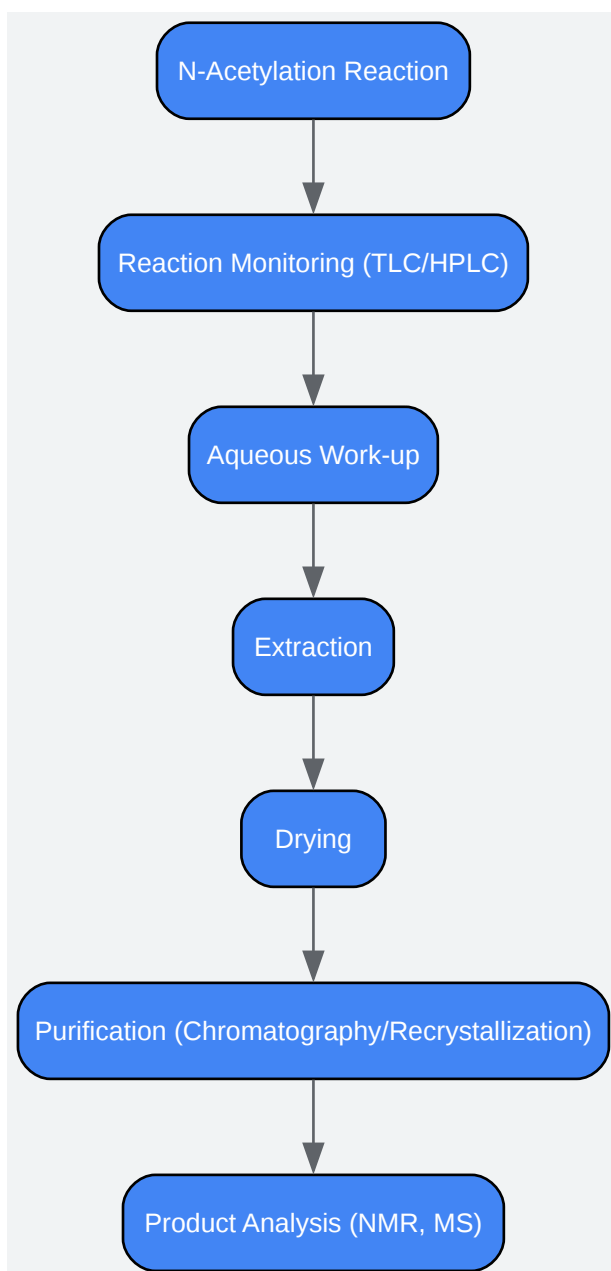 N-Acetylation Reaction
Reaction Monitoring (TLC/HPLC)
Aqueous Work-up
Extraction
Drying
Purification (Chromatography/Recrystallization)
Product Analysis (NMR, MS)